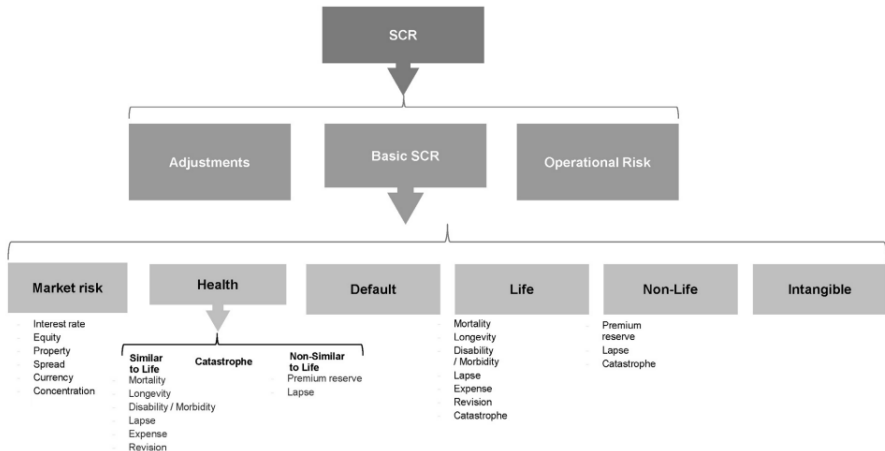 SCR
Adjustments
Basic SCR
Operational Risk
Market risk
Health
Default
Life
Non-Life
Intangible
Interest rate
Equity
Property
Spread
Currency
Concentration
Similar
to Life
Mortality
Longevity
Disability / Morbidity
Lapse
Expense
Revision
Catastrophe
Non-Similar
to Life
Premium reserve
Lapse
Mortality
Longevity
Disability
/ Morbidity
Lapse
Expense
Revision
Catastrophe
Premium
reserve
Lapse
Catastrophe